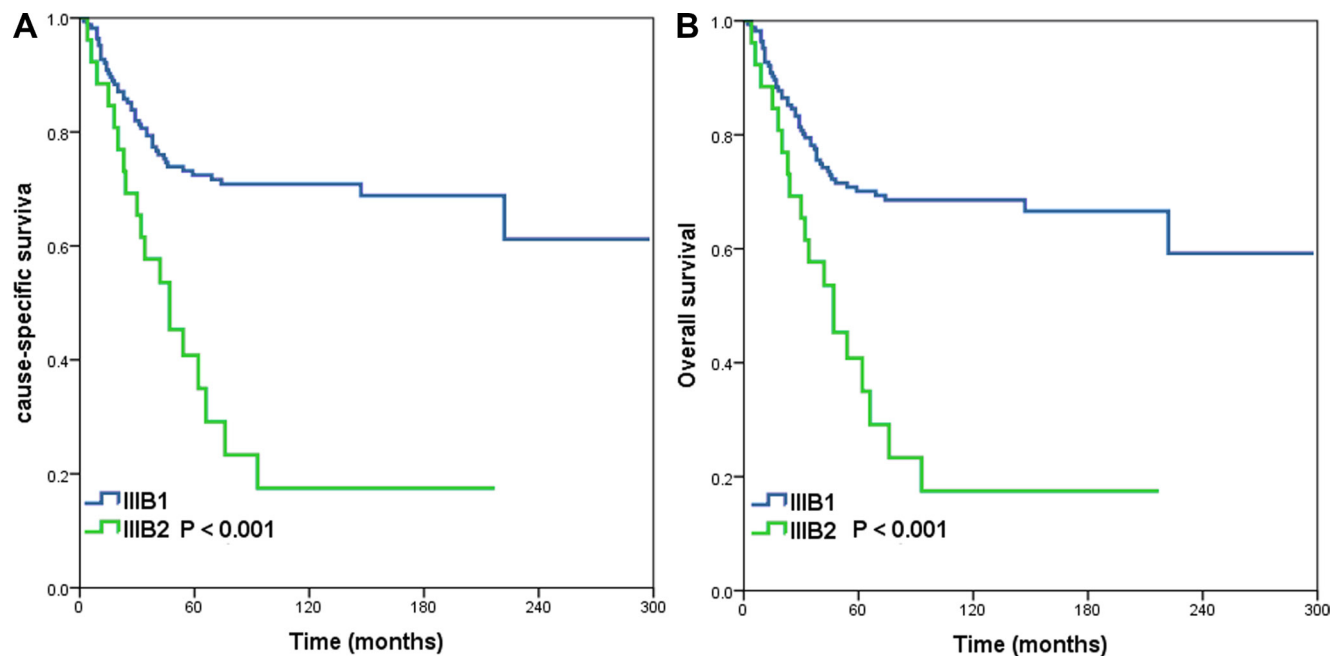 A
cause-specific surviva
1.0
0.8
0.6
0.4
0.2
0.0
IIIB1
IIIB2 P < 0.001
0 60 120 180 240 300
Time (months)
B
Overall survival
1.0
0.8
0.6
0.4
0.2
0.0
IIIB1
IIIB2 P < 0.001
0 60 120 180 240 300
Time (months)